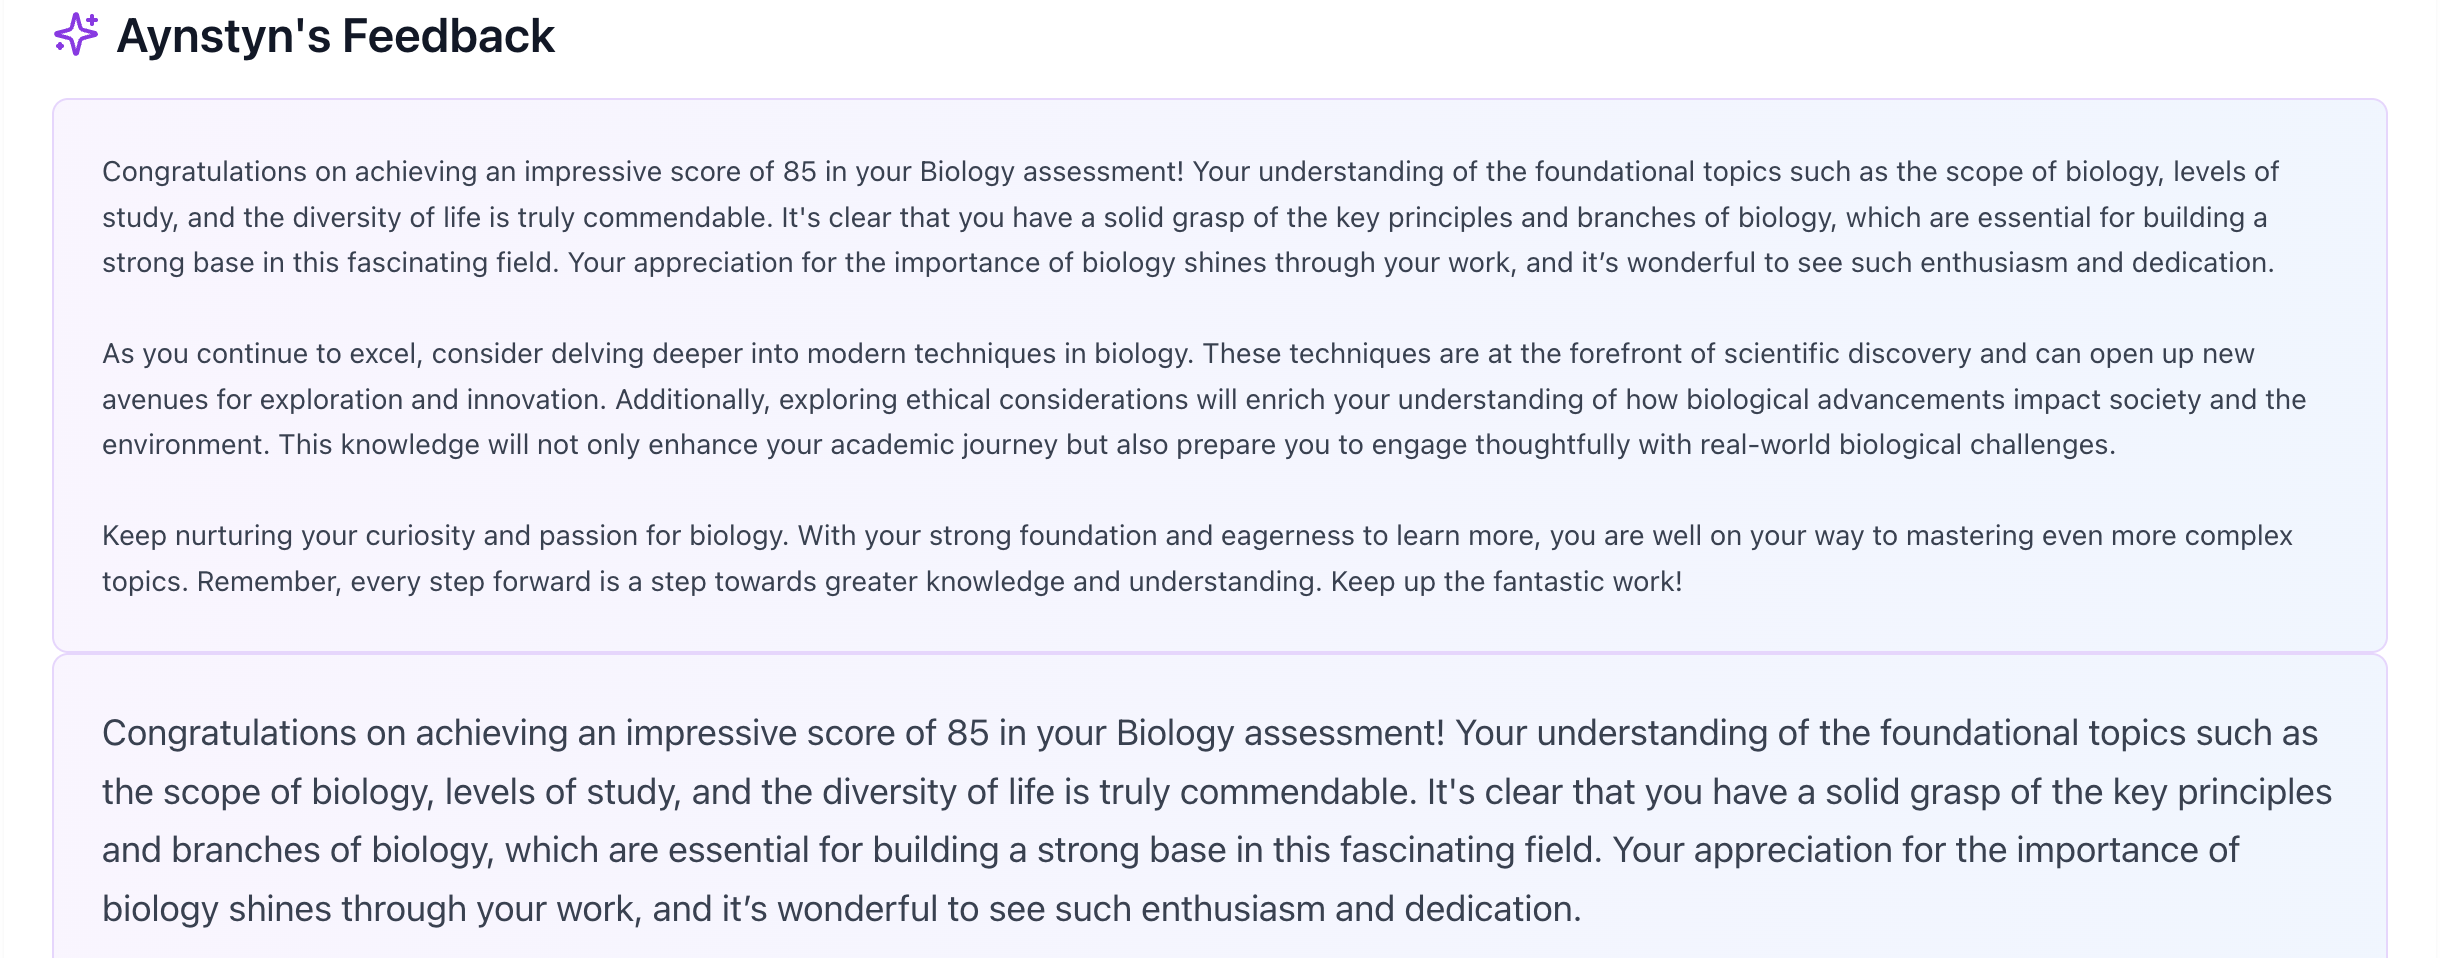 Aynstyn's Feedback
Congratulations on achieving an impressive score of 85 in your Biology assessment! Your understanding of the foundational topics such as the scope of biology, levels of
study, and the diversity of life is truly commendable. It's clear that you have a solid grasp of the key principles and branches of biology, which are essential for building a
strong base in this fascinating field. Your appreciation for the importance of biology shines through your work, and it’s wonderful to see such enthusiasm and dedication.
As you continue to excel, consider delving deeper into modern techniques in biology. These techniques are at the forefront of scientific discovery and can open up new
avenues for exploration and innovation. Additionally, exploring ethical considerations will enrich your understanding of how biological advancements impact society and the
environment. This knowledge will not only enhance your academic journey but also prepare you to engage thoughtfully with real-world biological challenges.
Keep nurturing your curiosity and passion for biology. With your strong foundation and eagerness to learn more, you are well on your way to mastering even more complex
topics. Remember, every step forward is a step towards greater knowledge and understanding. Keep up the fantastic work!
Congratulations on achieving an impressive score of 85 in your Biology assessment! Your understanding of the foundational topics such as
the scope of biology, levels of study, and the diversity of life is truly commendable. It's clear that you have a solid grasp of the key principles
and branches of biology, which are essential for building a strong base in this fascinating field. Your appreciation for the importance of
biology shines through your work, and it’s wonderful to see such enthusiasm and dedication.